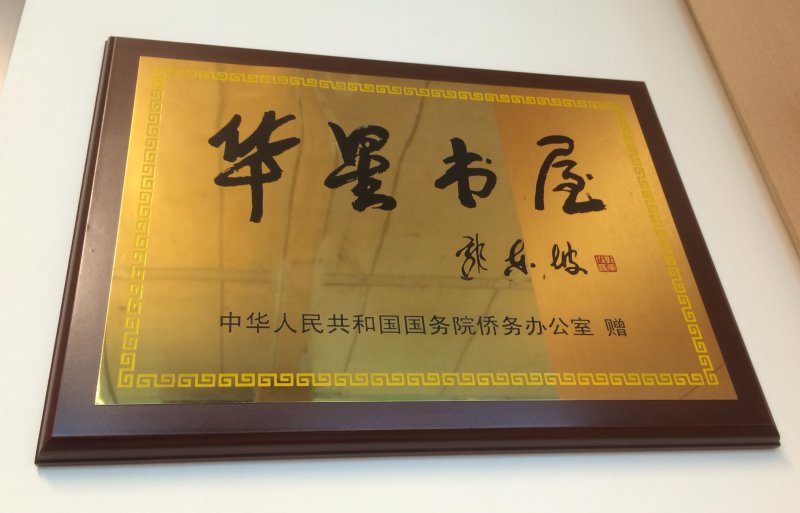 华星书屋
郭东坡
中华人民共和国国务院侨务办公室 赠